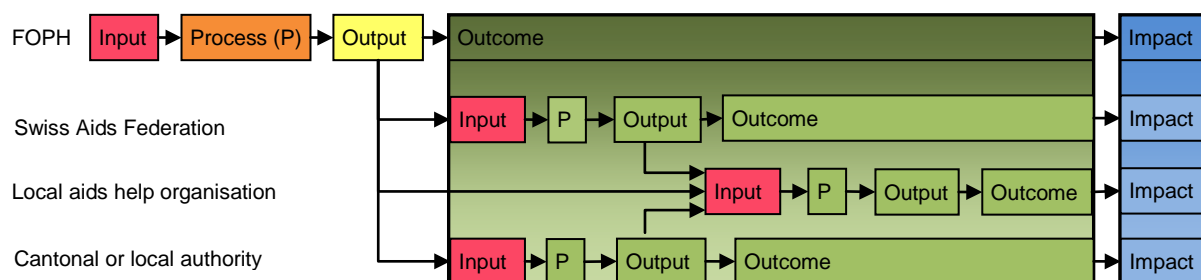 FOPH Input Process (P) Output Outcome Impact
Swiss Aids Federation Input P Output Outcome Impact
Local aids help organisation Input P Output Outcome Impact
Cantonal or local authority Input P Output Outcome Impact